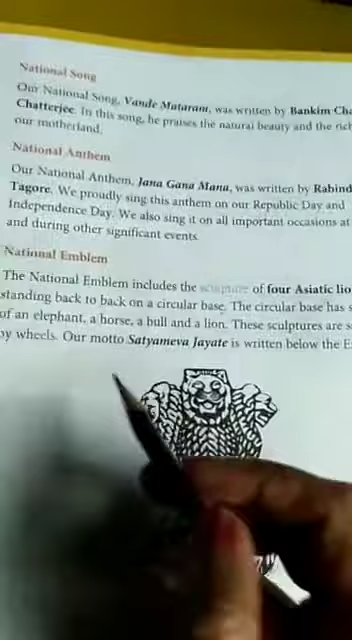 National Song
Our National Song, Vande Mataram, was written by Bankim
Chatterjee. In this song, he praises the natural beauty and the
our motherland.
National Anthem
Our National Anthem, Jana Gana Mana, was written by
Tagore. We proudly sing this anthem on our Republic Day and
Independence Day. We also sing it on all important occasions at
and during other significant events.
National Emblem
The National Emblem includes the sculpture of four Asiatic
standing back to back on a circular base. The circular base has
of an elephant, a horse, a bull and a lion. These sculptures are
by wheels. Our motto Satyameva Jayate is written below the